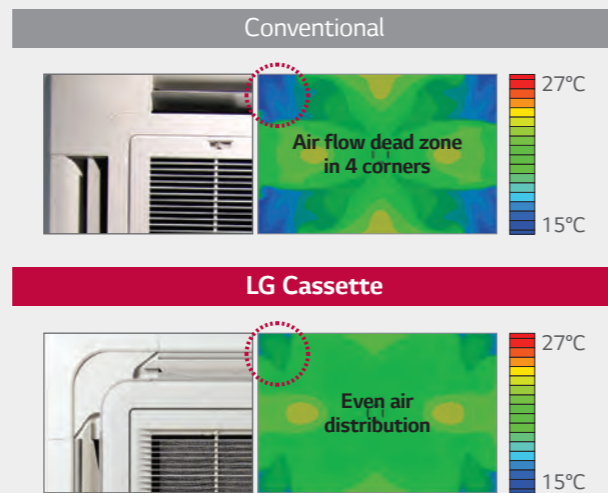 Conventional
Air flow dead zone
in 4 corners
27°C
15°C
LG Cassette
Even air
distribution
27°C
15°C